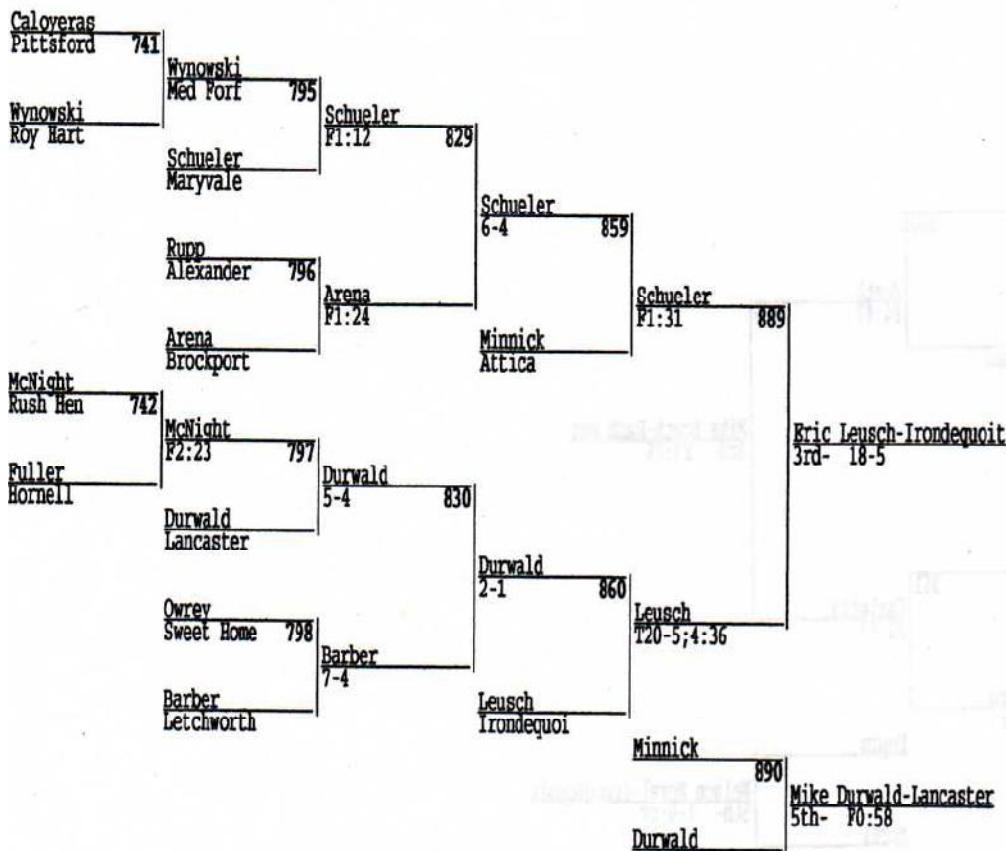 Caloyeras
Pittsford 741
Wynowski
Med Forf 795
Wynowski
Roy Hart
Schueler
F1:12 829
Schueler
Maryvale
Schueler
6-4 859
Rupp
Alexander 796
Arena
F1:24
Schueler
F1:31 889
Arena
Brockport
Minnick
Attica
McNight
Rush Hen 742
McNight
F2:23 797
Eric Leusch-Irondequoit
3rd- 18-5
Fuller
Hornell
Durwald
5-4 830
Durwald
Lancaster
Durwald
2-1 860
Owrey
Sweet Home 798
Leusch
T20-5;4:36
Barber
7-4
Barber
Letchworth
Leusch
Irondequoi
Minnick
890
Mike Durwald-Lancaster
5th- F0:58
Durwald